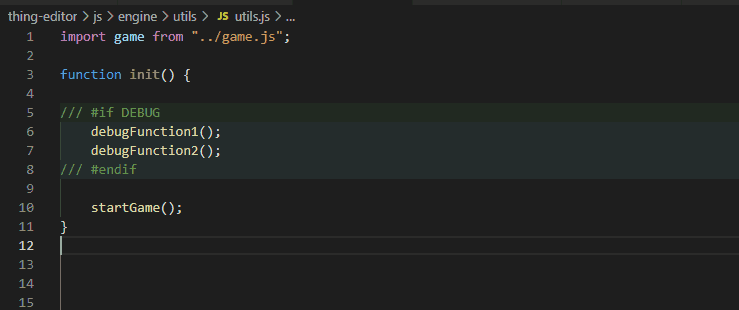 thing-editor > js > engine > utils > JS utils.js > ...
1 import game from "../game.js";
2
3 function init() {
4
5 /// #if DEBUG
6 debugFunction1();
7 debugFunction2();
8 /// #endif
9
10 startGame();
11 }
12
13
14
15